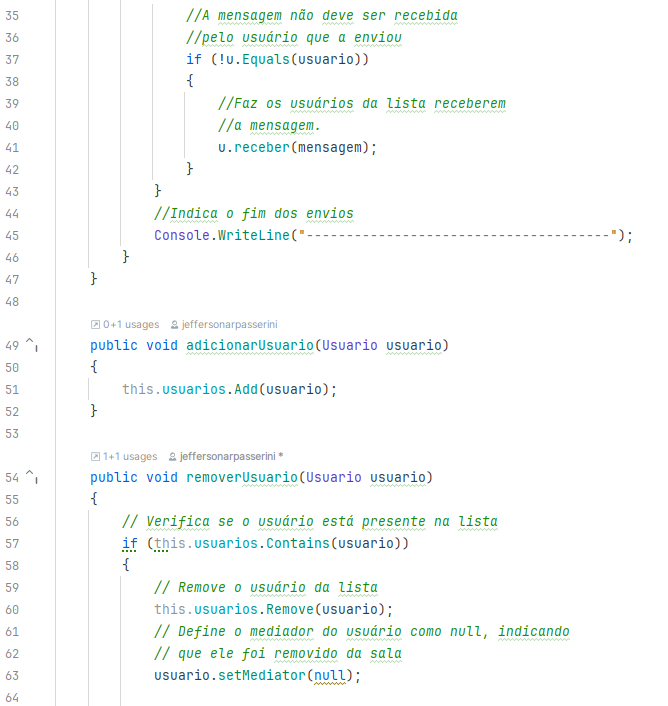 35 //A mensagem não deve ser recebida
36 //pelo usuário que a enviou
37 if (!u.Equals(usuario))
38 {
39 //Faz os usuários da lista receberem
40 //a mensagem.
41 u.receber(mensagem);
42 }
43 }
44 //Indica o fim dos envios
45 Console.WriteLine("--------------------------------------");
46 }
47 }
48
0+1 usages jeffersonarpasserini
49 public void adicionarUsuario(Usuario usuario)
50 {
51 this.usuarios.Add(usuario);
52 }
53
1+1 usages jeffersonarpasserini *
54 public void removerUsuario(Usuario usuario)
55 {
56 // Verifica se o usuário está presente na lista
57 if (this.usuarios.Contains(usuario))
58 {
59 // Remove o usuário da lista
60 this.usuarios.Remove(usuario);
61 // Define o mediador do usuário como null, indicando
62 // que ele foi removido da sala
63 usuario.setMediator(null);
64